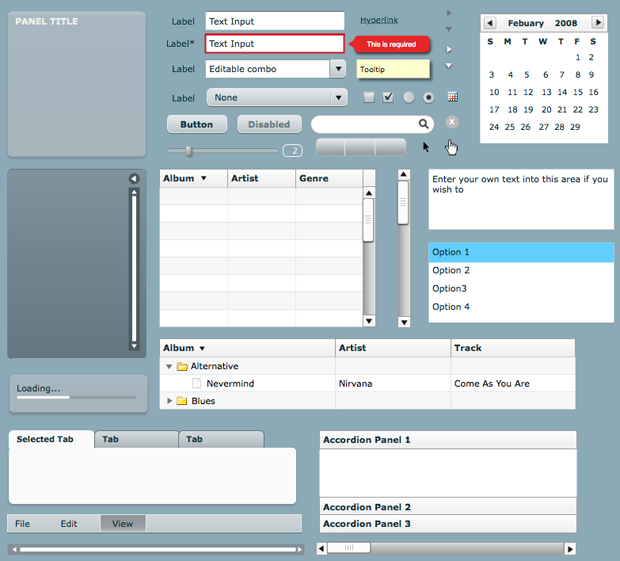 PANEL TITLE
Label Text Input Hyperlink
Label* Text Input This is required
Label Editable combo Tooltip
Label None
Button Disabled
2
x
Febuary 2008
S M T W T F S
1 2
3 4 5 6 7 8 9
10 11 12 13 14 15 16
17 18 19 20 21 22 23
24 25 26 27 28 29
Album Artist Genre
Enter your own text into this area if you
wish to
Option 1
Option 2
Option3
Option 4
Album Artist Track
Alternative
Nevermind Nirvana Come As You Are
Blues
Loading...
Selected Tab Tab Tab
File Edit View
Accordion Panel 1
Accordion Panel 2
Accordion Panel 3